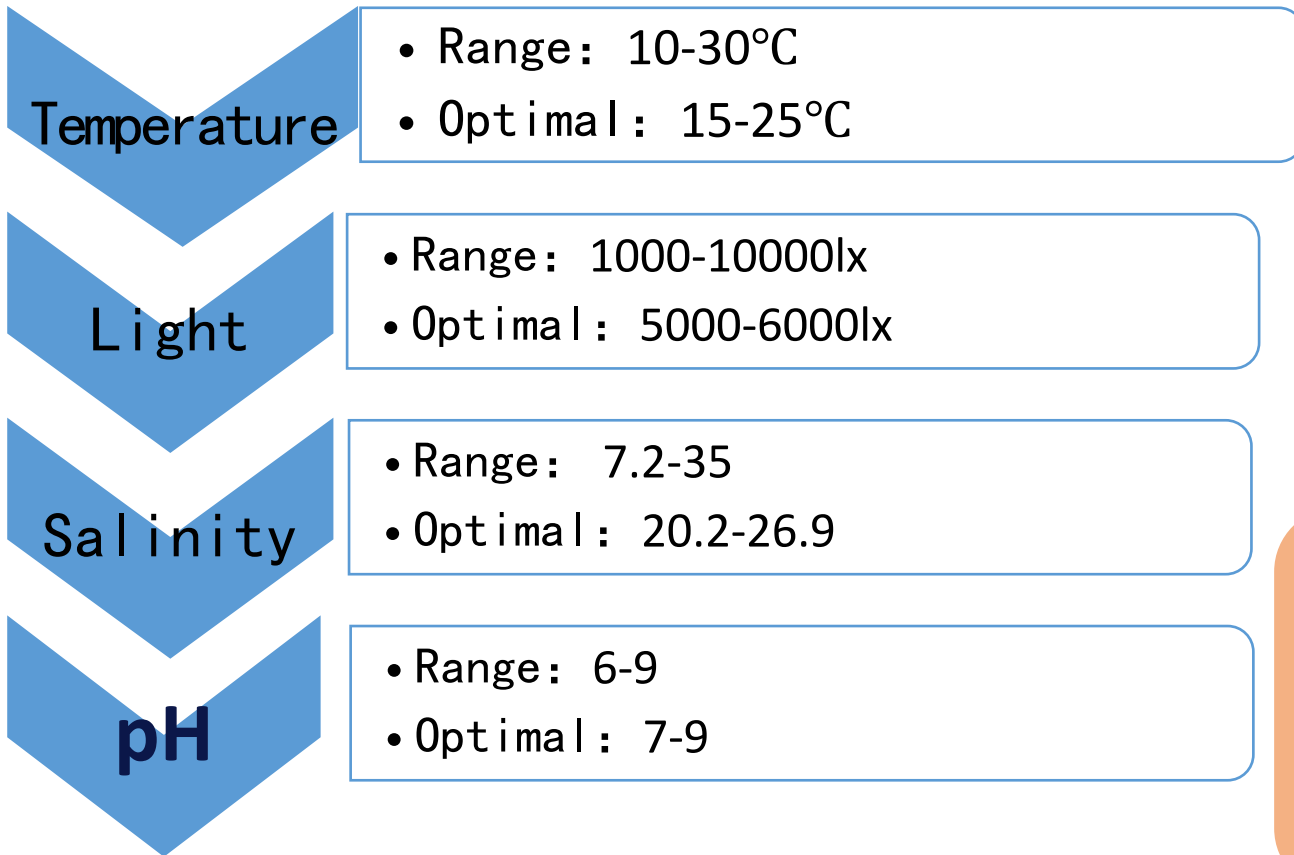 Temperature
• Range：10-30℃
• Optimal：15-25℃
Light
• Range：1000-10000lx
• Optimal：5000-6000lx
Salinity
• Range： 7.2-35
• Optimal：20.2-26.9
pH
• Range：6-9
• Optimal：7-9